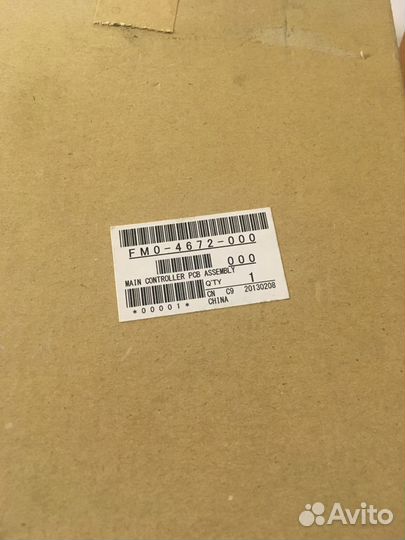 FM0-4672-000
000
MAIN CONTROLLER PCB ASSEMBLY
Q'TY 1
*00001*
CN C9 20130208
CHINA
Avito